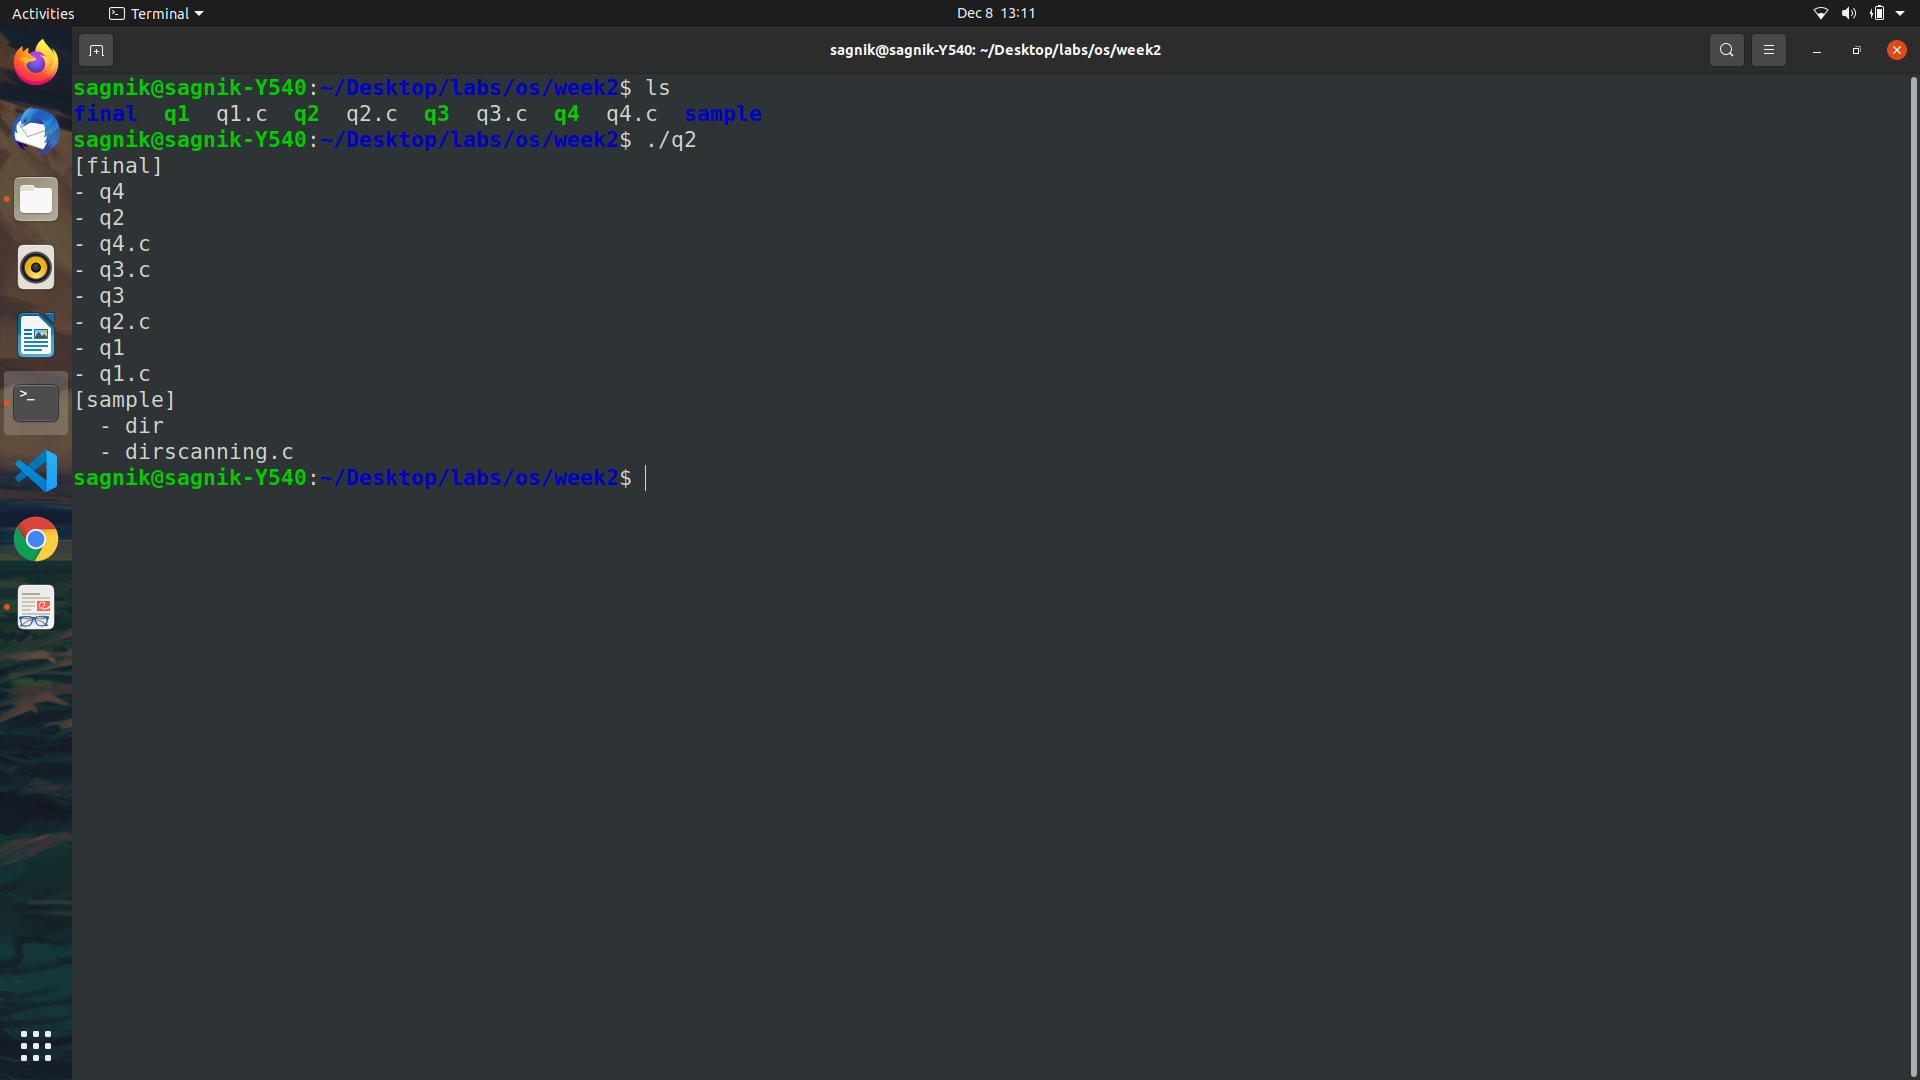 Activities Terminal Dec 8 13:11
sagnik@sagnik-Y540: ~/Desktop/labs/os/week2
sagnik@sagnik-Y540:~/Desktop/labs/os/week2$ ls
final q1 q1.c q2 q2.c q3 q3.c q4 q4.c sample
sagnik@sagnik-Y540:~/Desktop/labs/os/week2$ ./q2
[final]
- q4
- q2
- q4.c
- q3.c
- q3
- q2.c
- q1
- q1.c
[sample]
  - dir
  - dirscanning.c
sagnik@sagnik-Y540:~/Desktop/labs/os/week2$